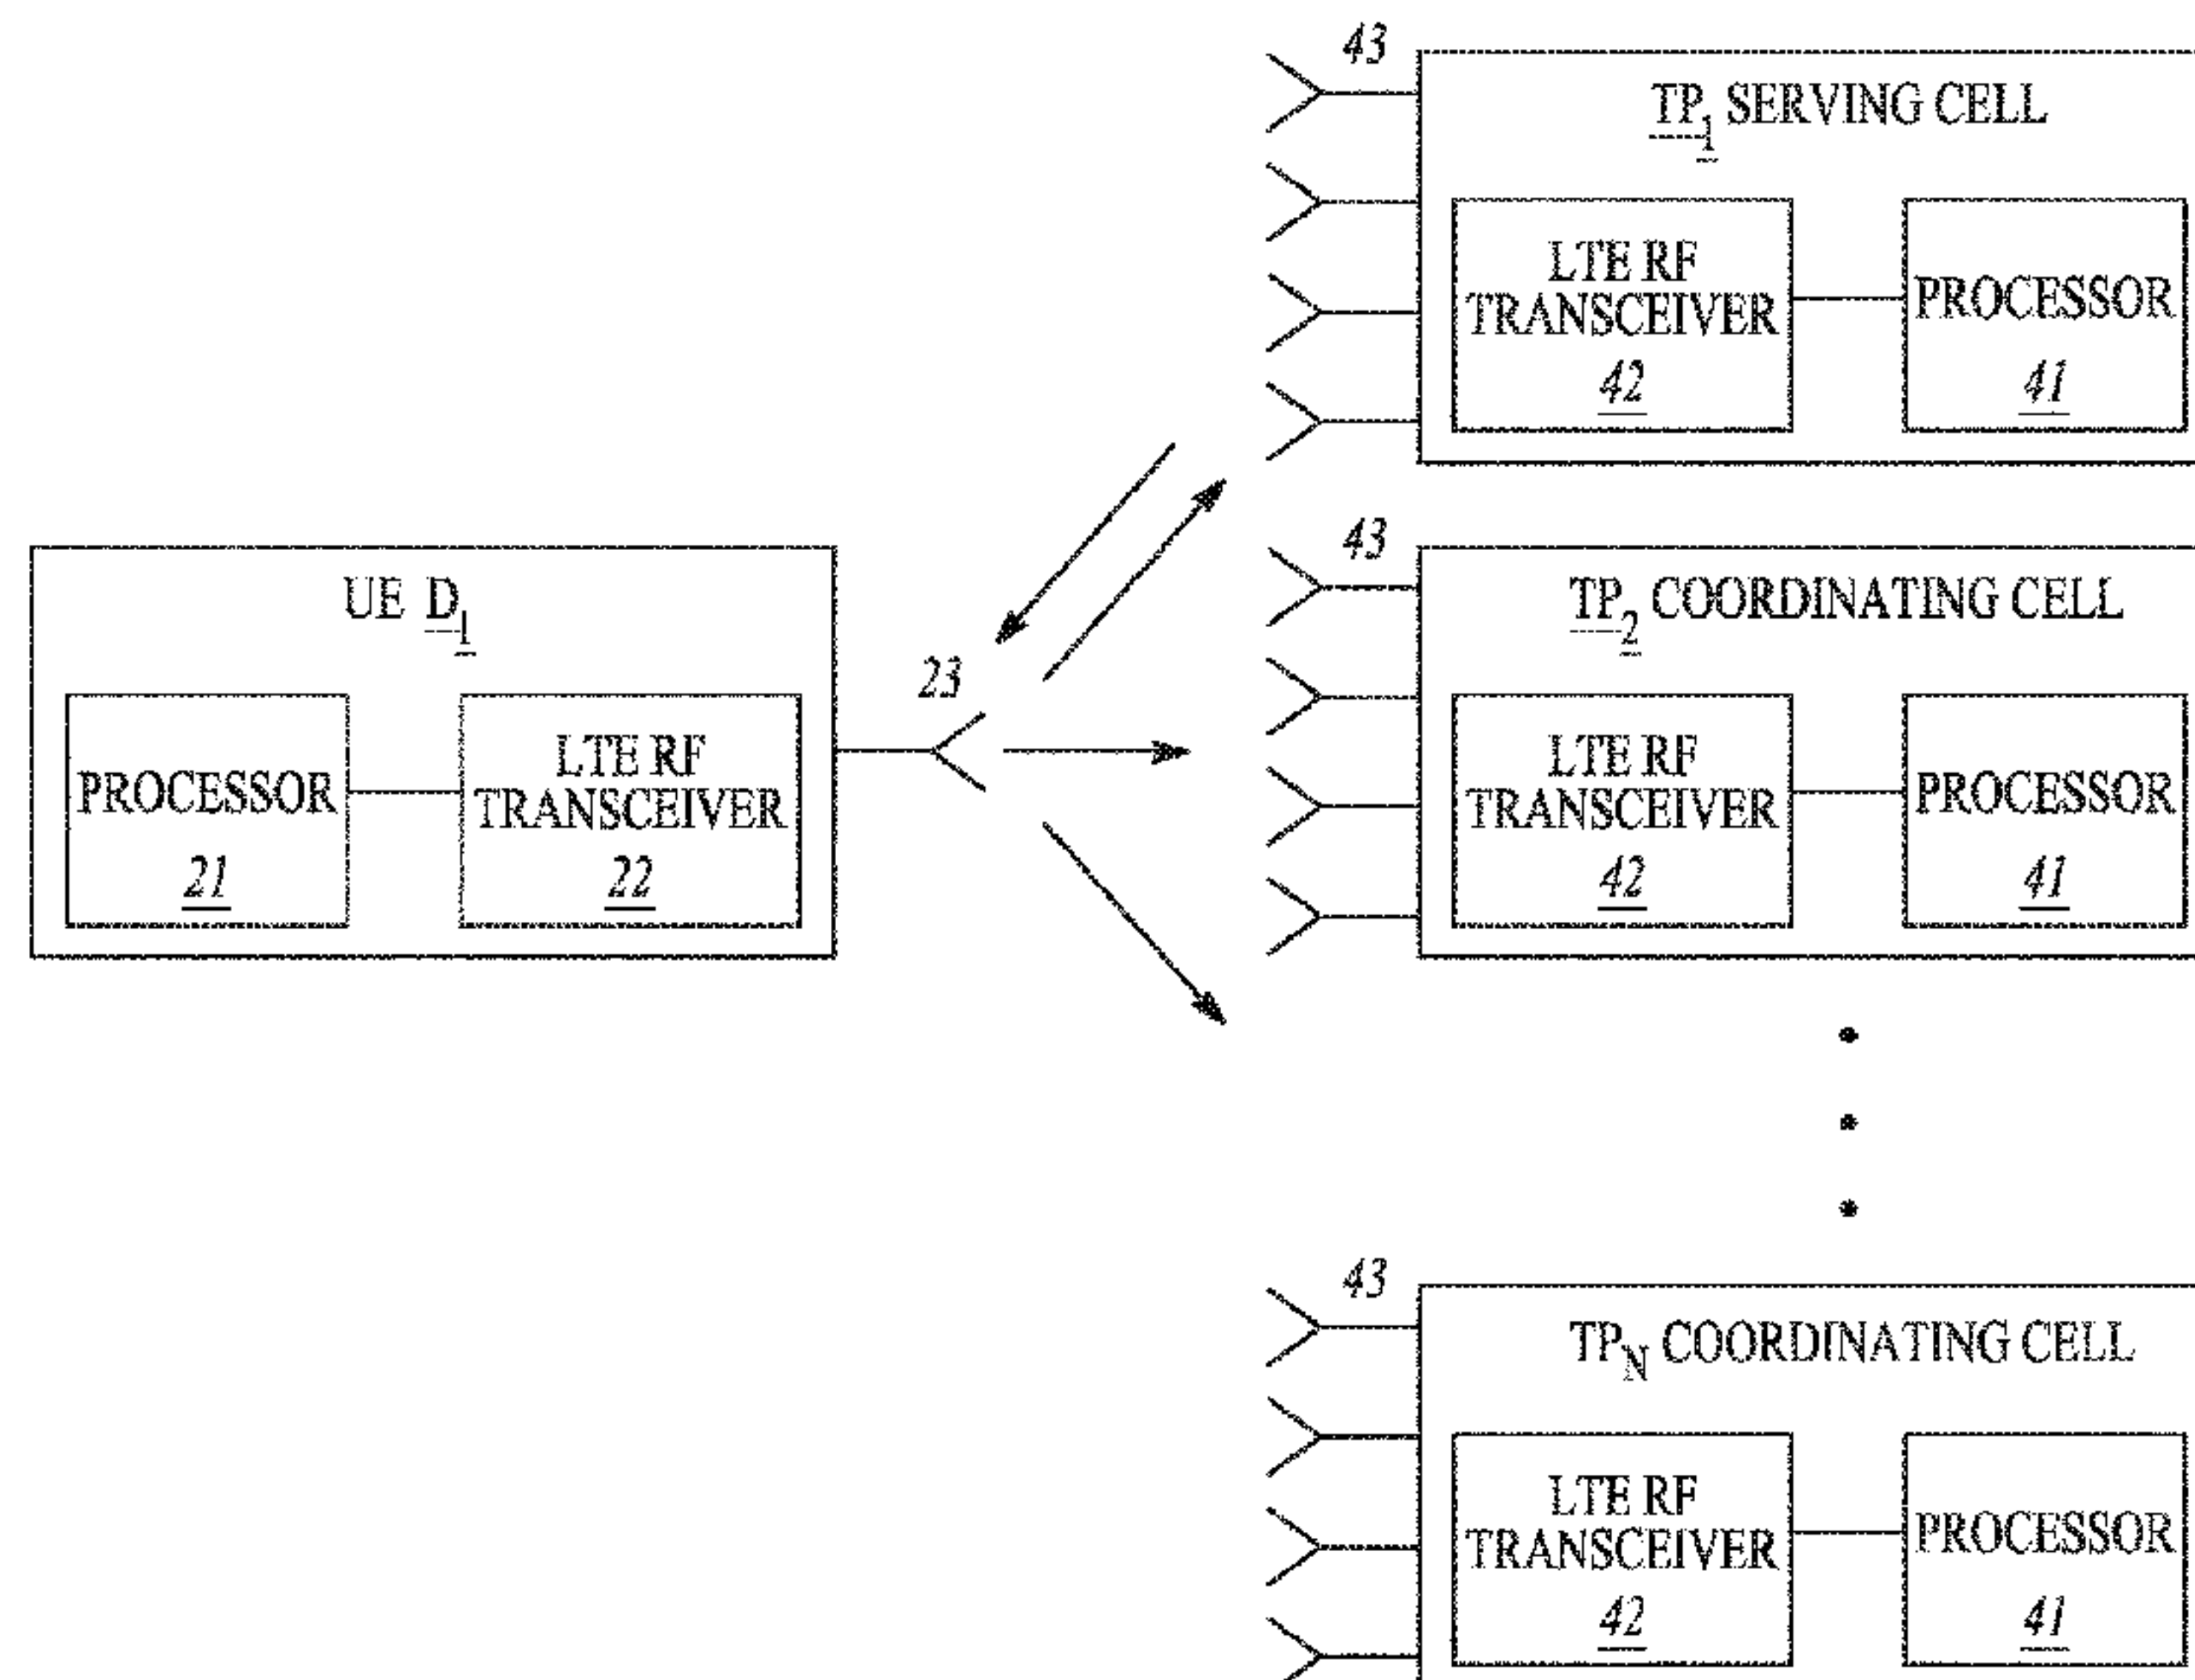 43
TP1 SERVING CELL
LTE RF
TRANSCEIVER
42
PROCESSOR
41
UE D1
PROCESSOR
21
LTE RF
TRANSCEIVER
22
23
43
TP2 COORDINATING CELL
LTE RF
TRANSCEIVER
42
PROCESSOR
41
43
TPN COORDINATING CELL
LTE RF
TRANSCEIVER
42
PROCESSOR
41